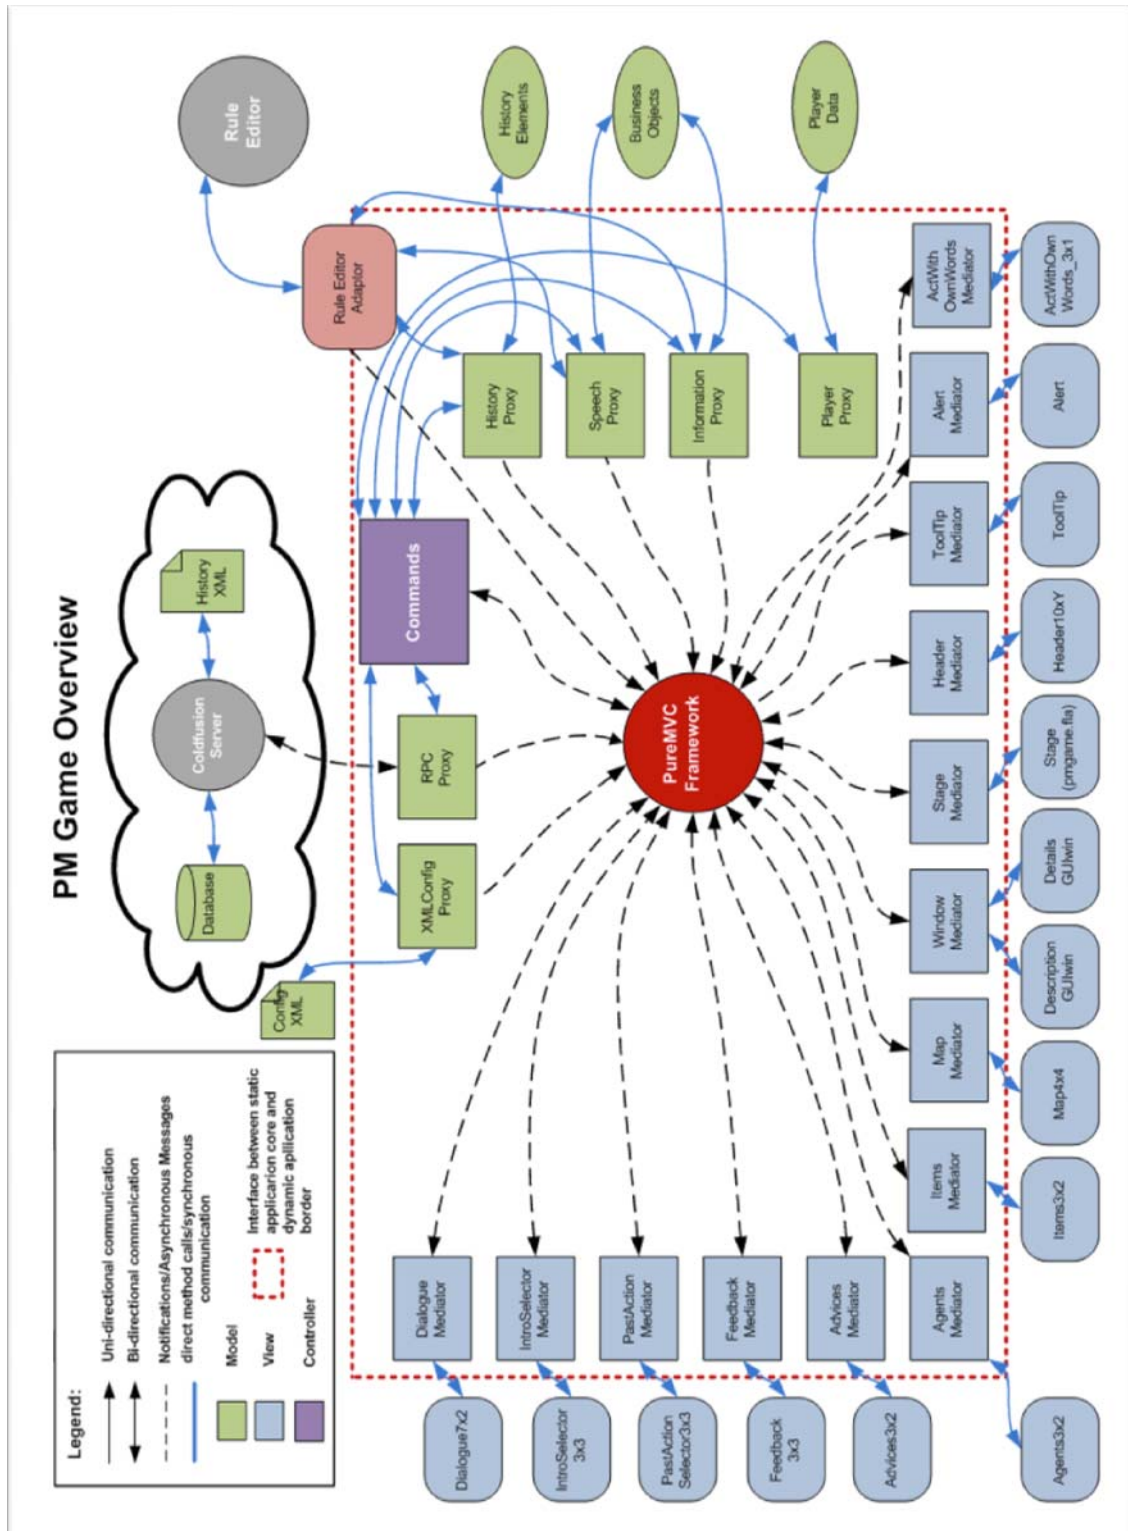 PM Game Overview
Legend:
Uni-directional communication
Bi-directional communication
Notifications/Asynchronous Messages
direct method calls/synchronous
communication
Model
View
Controller
Interface between static
applicarion core and
dynamic apllication
border
Database
Coldfusion
Server
History
XML
Rule
Editor
Config
XML
Rule Editor
Adaptor
XMLConfig
Proxy
RPC
Proxy
Commands
History
Proxy
History
Elements
Speech
Proxy
Business
Objects
Information
Proxy
Player
Proxy
Player
Data
PureMVC
Framework
Dialogue7x2
Dialogue
Mediator
IntroSelector
3x3
IntroSelector
Mediator
PastAction
Selector3x3
PastAction
Mediator
Feedback
3x3
Feedback
Mediator
Advices3x2
Advices
Mediator
Agents
Mediator
Items
Mediator
Map
Mediator
Window
Mediator
Stage
Mediator
Header
Mediator
ToolTip
Mediator
Alert
Mediator
ActWith
OwnWords
Mediator
Agents3x2
Items3x2
Map4x4
Description
GUIwin
Details
GUIwin
Stage
(pmgame.fla)
Header10xY
ToolTip
Alert
ActWithOwn
Words_3x1